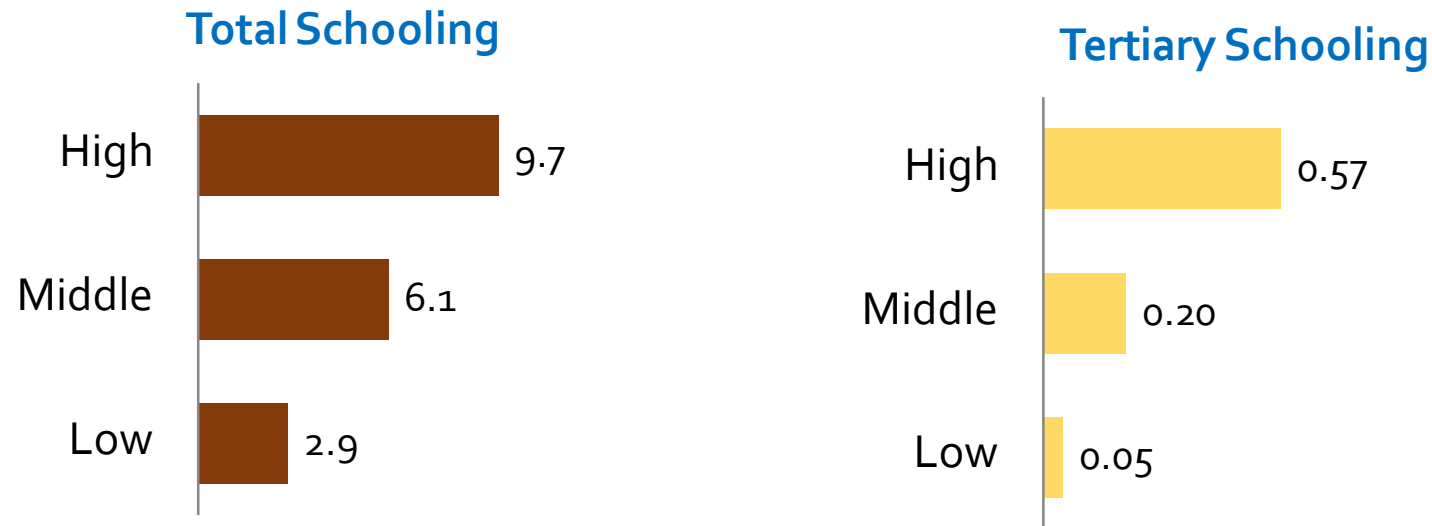 Total Schooling
High 9.7
Middle 6.1
Low 2.9
Tertiary Schooling
High 0.57
Middle 0.20
Low 0.05